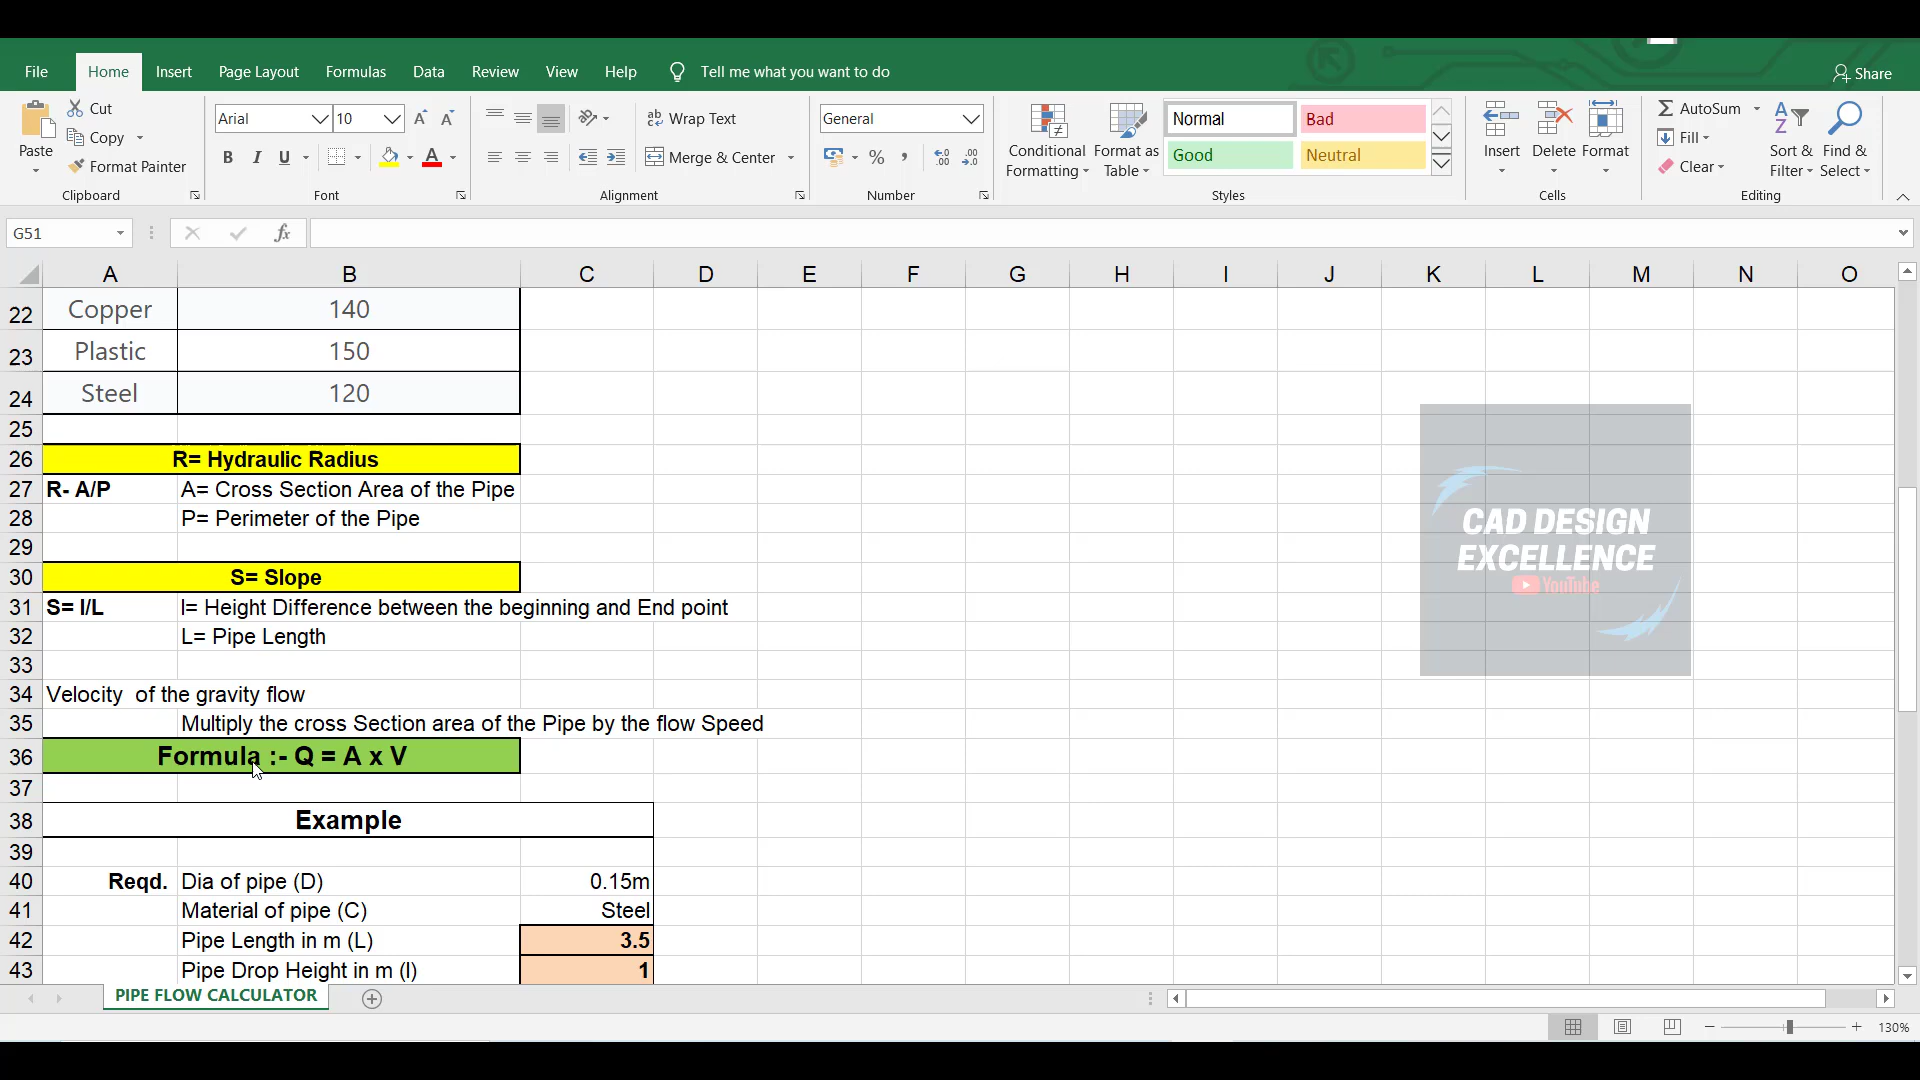 File Home Insert Page Layout Formulas Data Review View Help Tell me what you want to do Share
Paste Cut Copy Format Painter Clipboard
Arial 10 B I U A Font
Wrap Text Merge & Center Alignment
General % , Number
Conditional Formatting Format as Table Normal Bad Good Neutral Styles
Insert Delete Format Cells
AutoSum Fill Clear Sort & Filter Find & Select Editing
G51 fx
A B C D E F G H I J K L M N O
22 Copper 140
23 Plastic 150
24 Steel 120
25
26 R= Hydraulic Radius
27 R- A/P A= Cross Section Area of the Pipe
28 P= Perimeter of the Pipe
29
30 S= Slope
31 S= I/L I= Height Difference between the beginning and End point
32 L= Pipe Length
33
34 Velocity  of the gravity flow
35 Multiply the cross Section area of the Pipe by the flow Speed
36 Formula :- Q = A x V
37
38 Example
39
40 Reqd. Dia of pipe (D) 0.15m
41 Material of pipe (C) Steel
42 Pipe Length in m (L) 3.5
43 Pipe Drop Height in m (I) 1
CAD DESIGN
EXCELLENCE
YouTube
PIPE FLOW CALCULATOR
130%